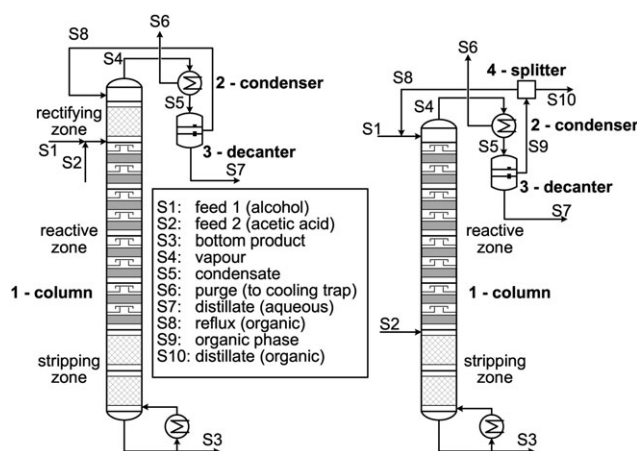 S8
S6
S4
2 - condenser
S5
rectifying
zone
S1
S2
3 - decanter
S7
reactive
zone
1 - column
stripping
zone
S3
S1: feed 1 (alcohol)
S2: feed 2 (acetic acid)
S3: bottom product
S4: vapour
S5: condensate
S6: purge (to cooling trap)
S7: distillate (aqueous)
S8: reflux (organic)
S9: organic phase
S10: distillate (organic)
S6
4 - splitter
S8
S10
S4
S1
2 - condenser
S5
S9
3 - decanter
S7
reactive
zone
1 - column
S2
stripping
zone
S3